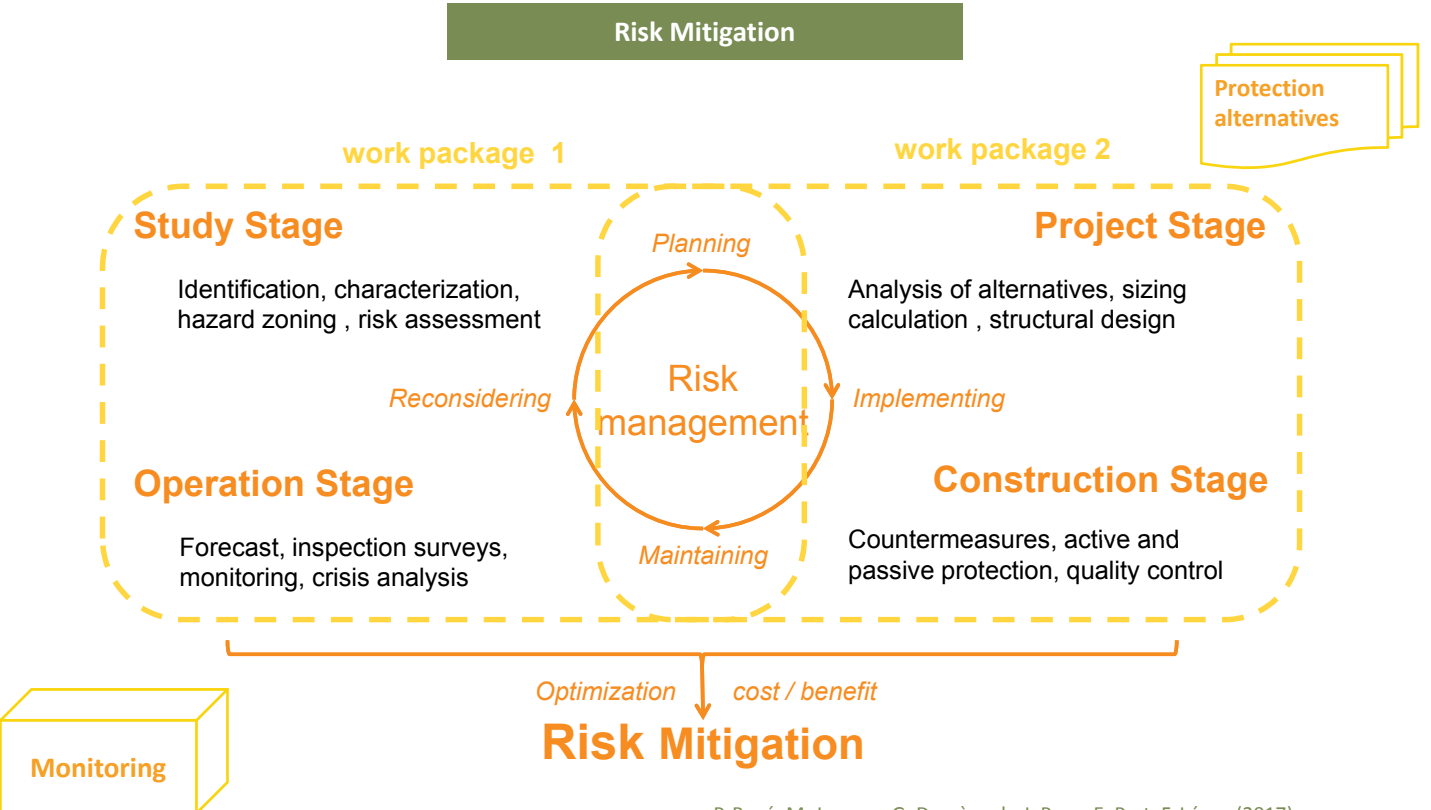 Risk Mitigation
Protection
alternatives
work package 1
work package 2
Study Stage
Project Stage
Planning
Identification, characterization,
hazard zoning , risk assessment
Analysis of alternatives, sizing
calculation , structural design
Risk
management
Reconsidering
Implementing
Operation Stage
Construction Stage
Forecast, inspection surveys,
monitoring, crisis analysis
Maintaining
Countermeasures, active and
passive protection, quality control
Optimization cost / benefit
Risk Mitigation
Monitoring
(2017)